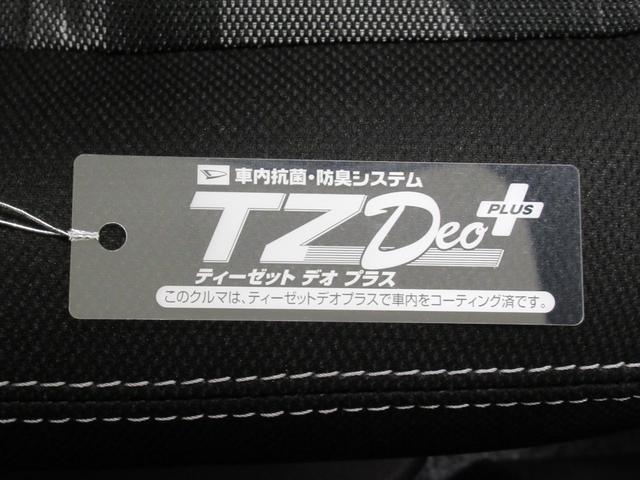 車内抗菌・防臭システム
TZ Deo PLUS
ティーゼット デオ プラス
このクルマは、ティーゼットデオプラスで車内をコーティング済です。